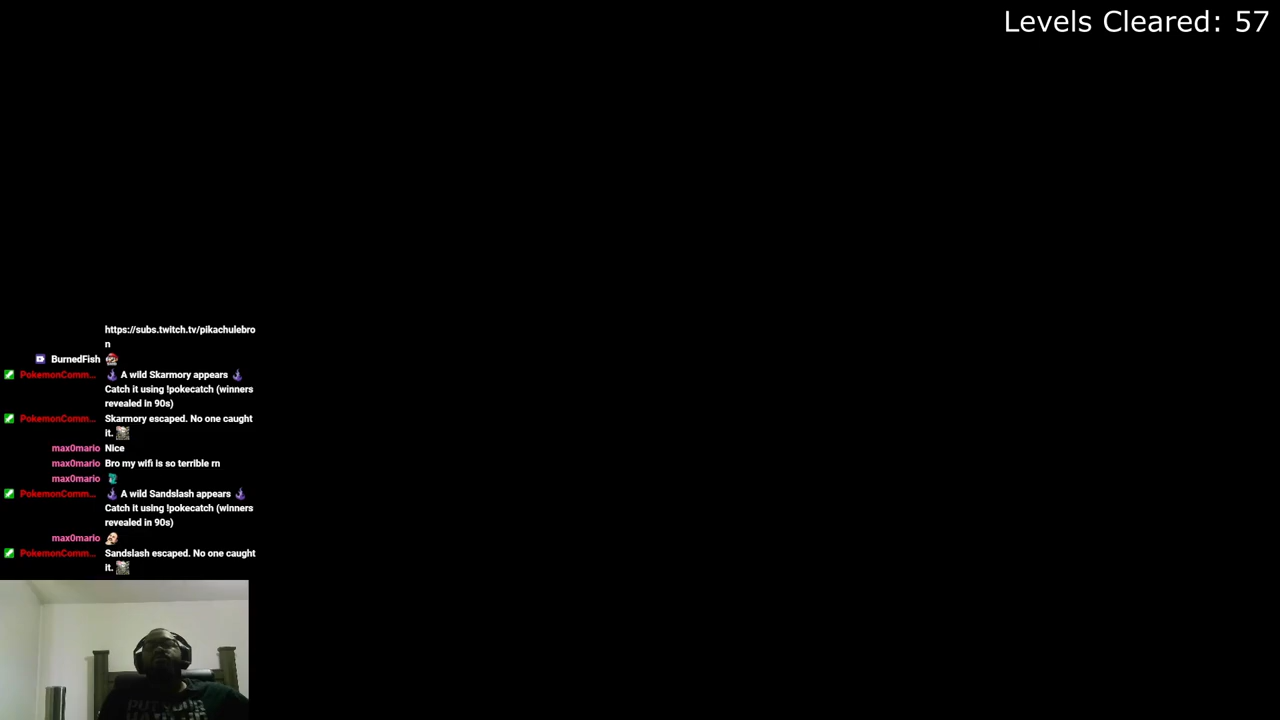 Levels Cleared: 57
https://subs.twitch.tv/pikachulebro
n
BurnedFish
PokemonComm... A wild Skarmory appears
Catch it using !pokecatch (winners
revealed in 90s)
PokemonComm... Skarmory escaped. No one caught
it.
max0mario Nice
max0mario Bro my wifi is so terrible rn
max0mario
PokemonComm... A wild Sandslash appears
Catch it using !pokecatch (winners
revealed in 90s)
max0mario
PokemonComm... Sandslash escaped. No one caught
it.
PUT YOUR